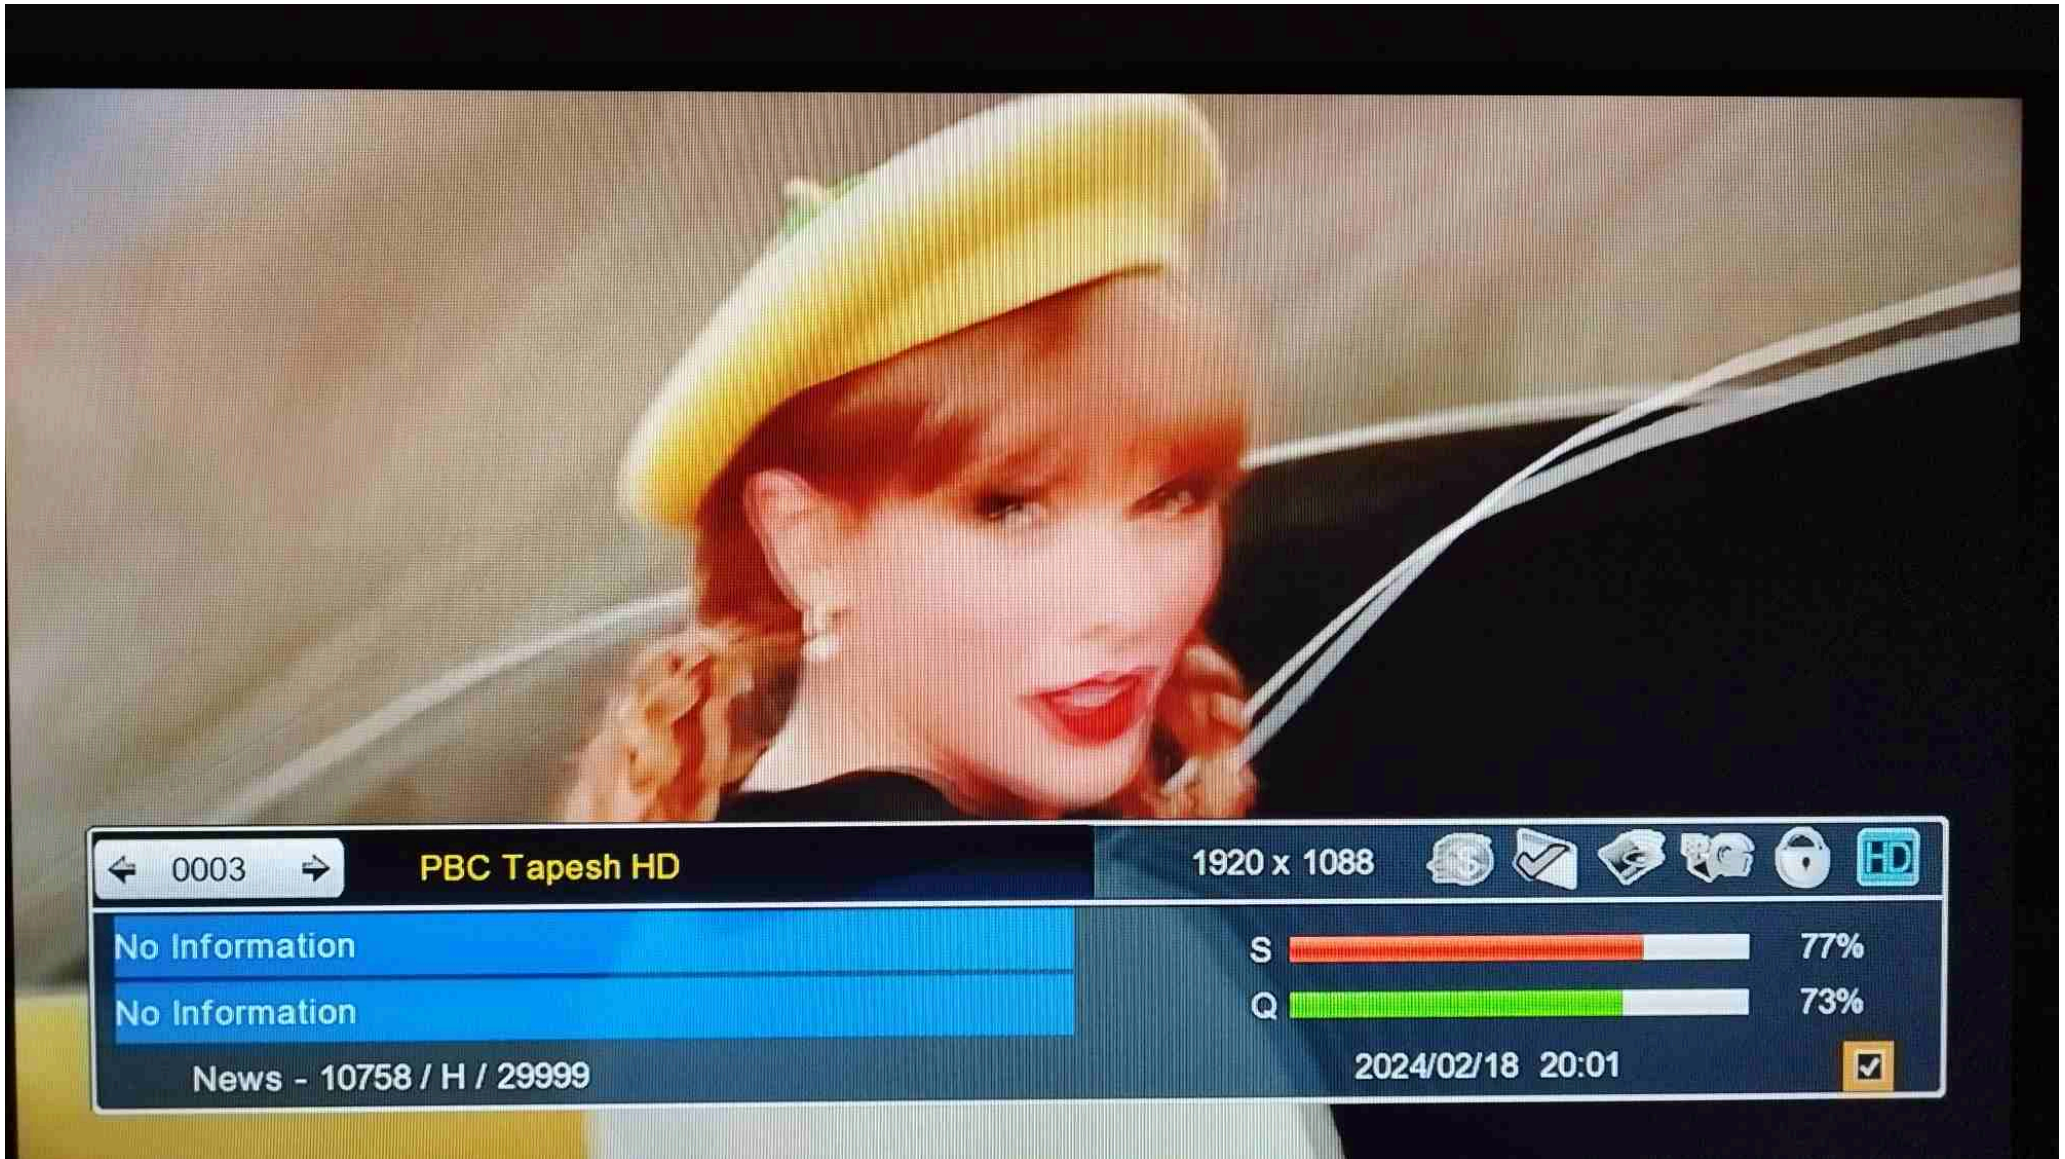 0003
PBC Tapesh HD
1920 x 1088
HD
No Information
No Information
S 77%
Q 73%
News - 10758 / H / 29999
2024/02/18 20:01